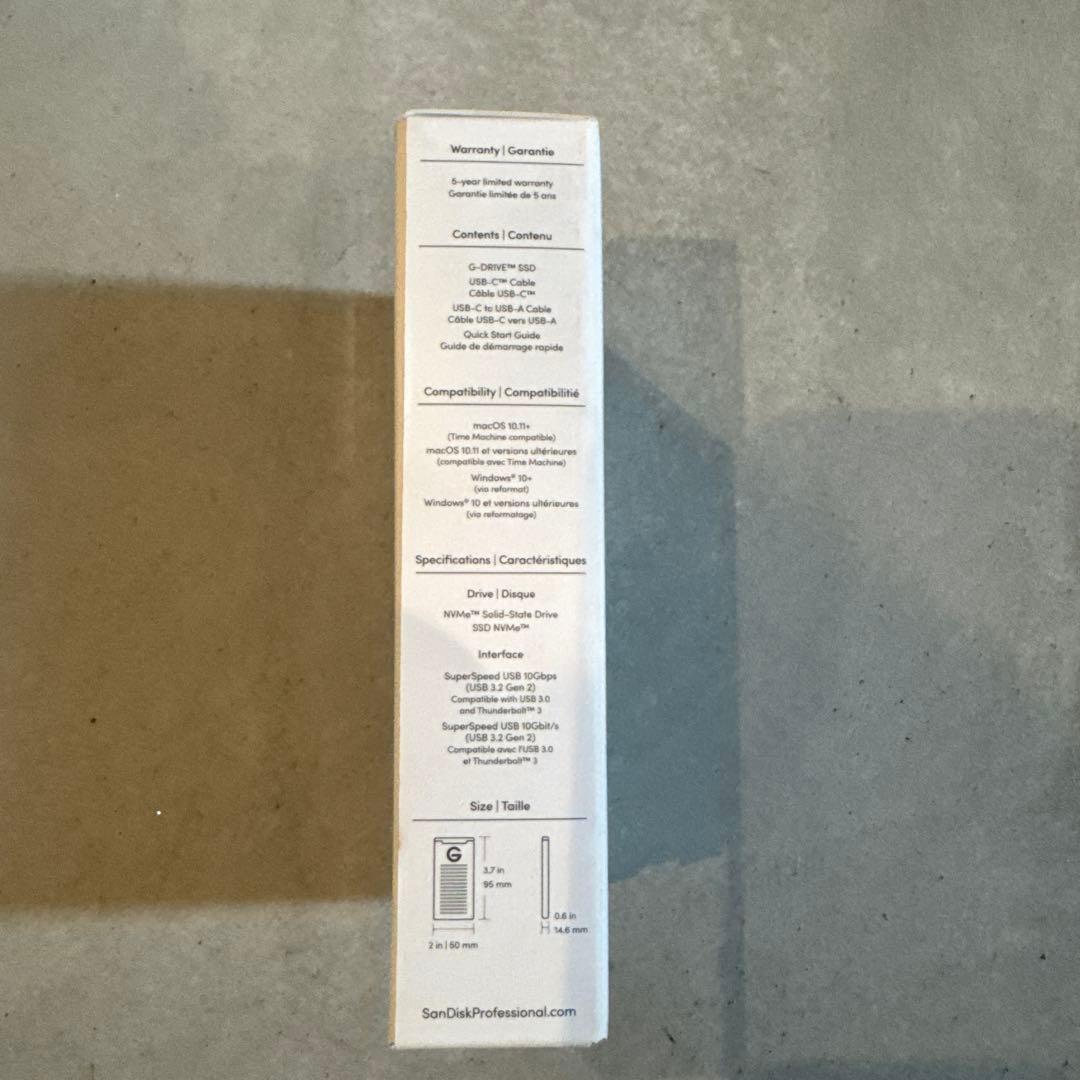 Warranty | Garantie
5-year limited warranty
Garantie limitée de 5 ans
Contents | Contenu
G-DRIVE™ SSD
USB-C™ Cable
Câble USB-C™
USB-C to USB-A Cable
Câble USB-C vers USB-A
Quick Start Guide
Guide de démarrage rapide
Compatibility | Compatibilitié
macOS 10.11+
(Time Machine compatible)
macOS 10.11 et versions ultérieures
(compatible avec Time Machine)
Windows® 10+
(via reformat)
Windows® 10 et versions ultérieures
(via reformatage)
Specifications | Caractéristiques
Drive | Disque
NVMe™ Solid-State Drive
SSD NVMe™
Interface
SuperSpeed USB 10Gbps
(USB 3.2 Gen 2)
Compatible with USB 3.0
and Thunderbolt™ 3
SuperSpeed USB 10Gbit/s
(USB 3.2 Gen 2)
Compatible avec l'USB 3.0
et Thunderbolt™ 3
Size | Taille
G
3.7 in
95 mm
0.6 in
14.6 mm
2 in | 50 mm
SanDiskProfessional.com